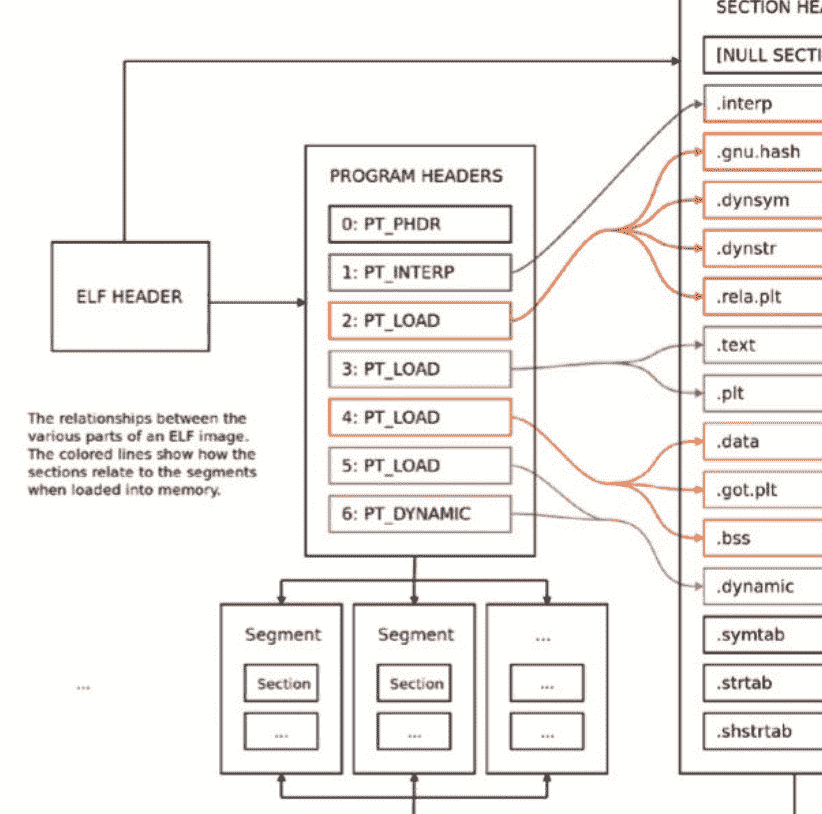 SECTION HEA
[NULL SECTI
.interp
.gnu.hash
.dynsym
.dynstr
.rela.plt
.text
.plt
.data
.got.plt
.bss
.dynamic
.symtab
.strtab
.shstrtab
PROGRAM HEADERS
0: PT_PHDR
1: PT_INTERP
2: PT_LOAD
3: PT_LOAD
4: PT_LOAD
5: PT_LOAD
6: PT_DYNAMIC
ELF HEADER
The relationships between the
various parts of an ELF image.
The colored lines show how the
sections relate to the segments
when loaded into memory.
Segment
Section
...
Segment
Section
...
...
...
...
...